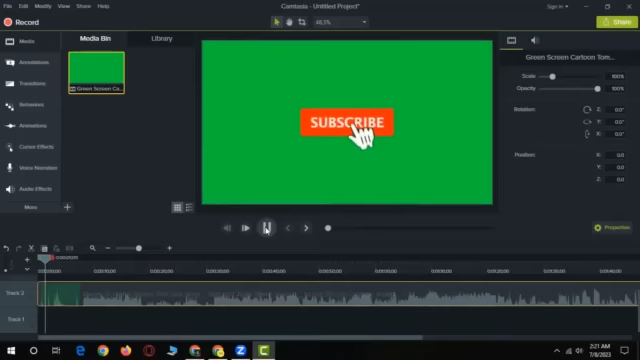 File Edit Modify View Share Help
Camtasia - Untitled Project*
Sign in
Record
48.5%
Share
Media
Media Bin
Library
Annotations
Transitions
Behaviors
Animations
Cursor Effects
Voice Narration
Audio Effects
More
Green Screen Ca...
SUBSCRIBE
Green Screen Cartoon Tom...
Scale
100%
Opacity
100%
Rotation:
Z:
0.0°
Y:
0.0°
X:
0.0°
Position:
X:
0.0
Y:
0.0
Z:
0.0
Properties
Track 2
Track 1
2:21 AM
7/8/2023